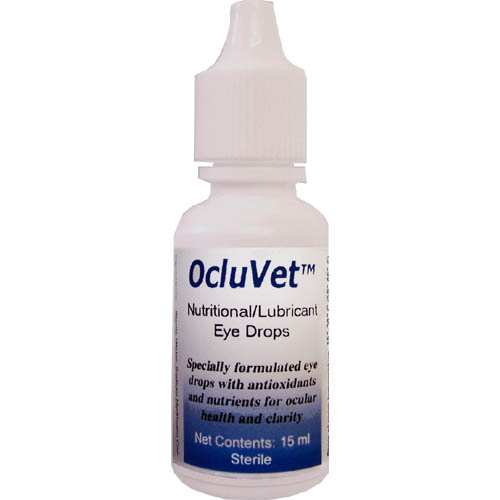 OcluVet™
Nutritional/Lubricant
Eye Drops
Specially formulated eye
drops with antioxidants
and nutrients for ocular
health and clarity
Net Contents: 15 ml
Sterile